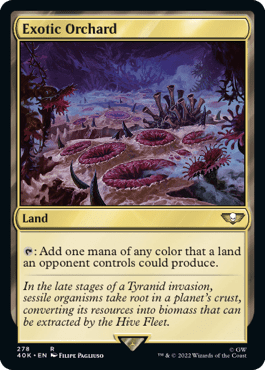 Exotic Orchard
Land
: Add one mana of any color that a land
an opponent controls could produce.
In the late stages of a Tyranid invasion,
sessile organisms take root in a planet's crust,
converting its resources into biomass that can
be extracted by the Hive Fleet.
278 R
40K • EN Filipe Pagliuso
© GW
™ & © 2022 Wizards of the Coast